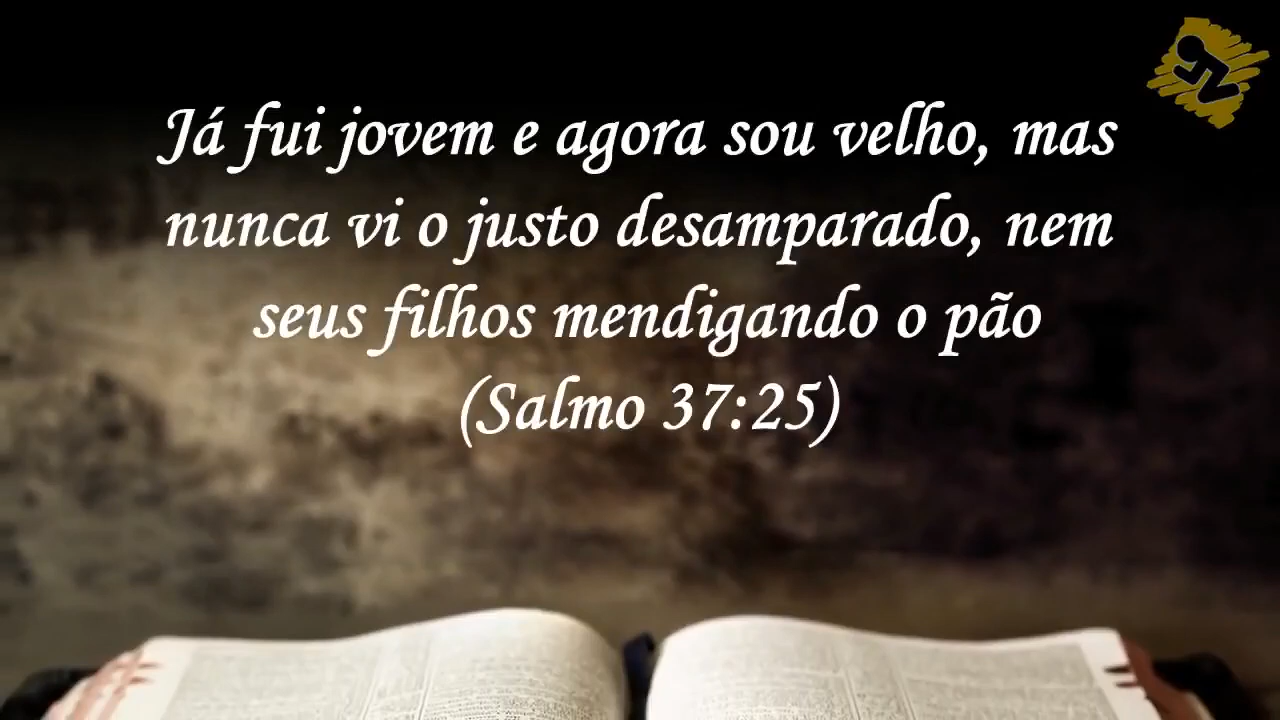 Já fui jovem e agora sou velho, mas
nunca vi o justo desamparado, nem
seus filhos mendigando o pão
(Salmo 37:25)